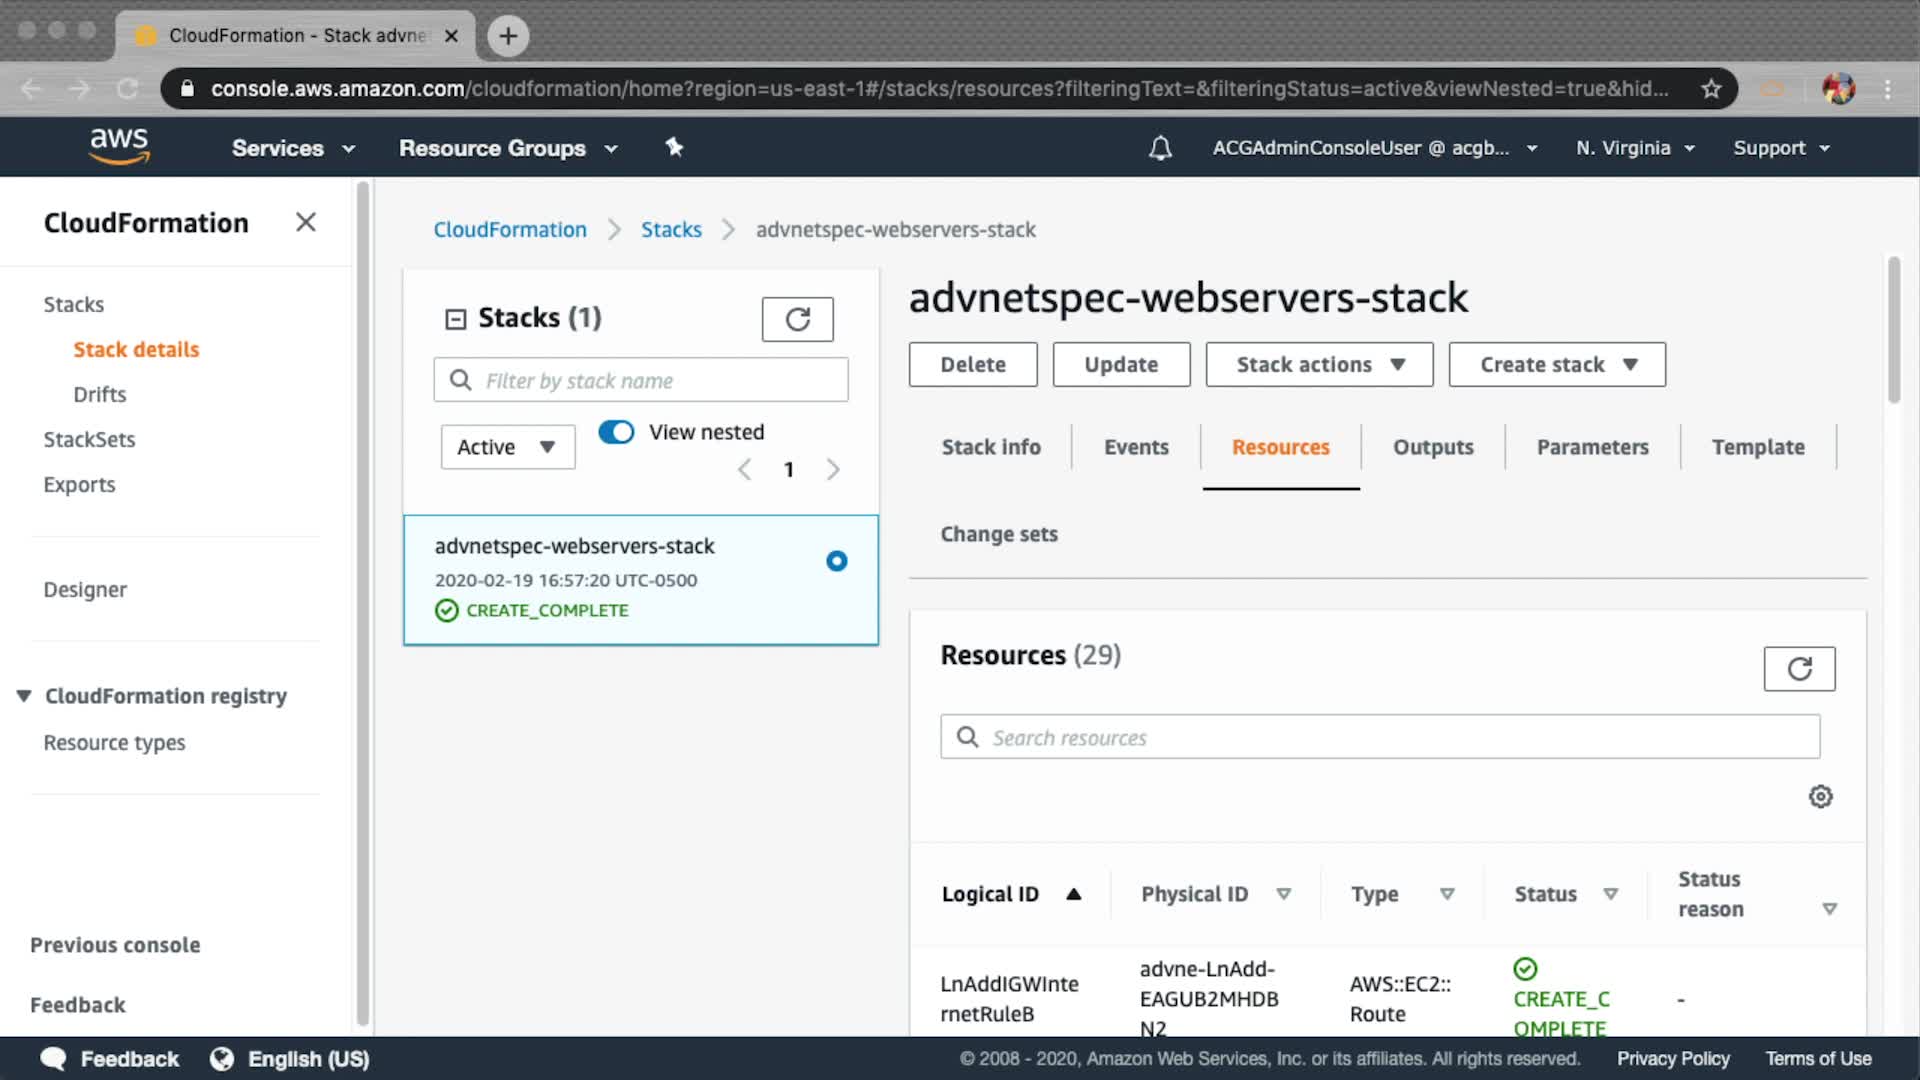 CloudFormation - Stack advne
console.aws.amazon.com/cloudformation/home?region=us-east-1#/stacks/resources?filteringText=&filteringStatus=active&viewNested=true&hid...
aws
Services
Resource Groups
ACGAdminConsoleUser @ acgb...
N. Virginia
Support
CloudFormation
Stacks
Stack details
Drifts
StackSets
Exports
Designer
CloudFormation registry
Resource types
Previous console
Feedback
CloudFormation
Stacks
advnetspec-webservers-stack
Stacks (1)
Filter by stack name
Active
View nested
1
advnetspec-webservers-stack
2020-02-19 16:57:20 UTC-0500
CREATE_COMPLETE
advnetspec-webservers-stack
Delete
Update
Stack actions
Create stack
Stack info
Events
Resources
Outputs
Parameters
Template
Change sets
Resources (29)
Search resources
Logical ID
Physical ID
Type
Status
Status
reason
LnAddIGWInte
rnetRuleB
advne-LnAdd-
EAGUB2MHDB
N2
AWS::EC2::
Route
CREATE_C
OMPLETE
-
Feedback
English (US)
© 2008 - 2020, Amazon Web Services, Inc. or its affiliates. All rights reserved.
Privacy Policy
Terms of Use